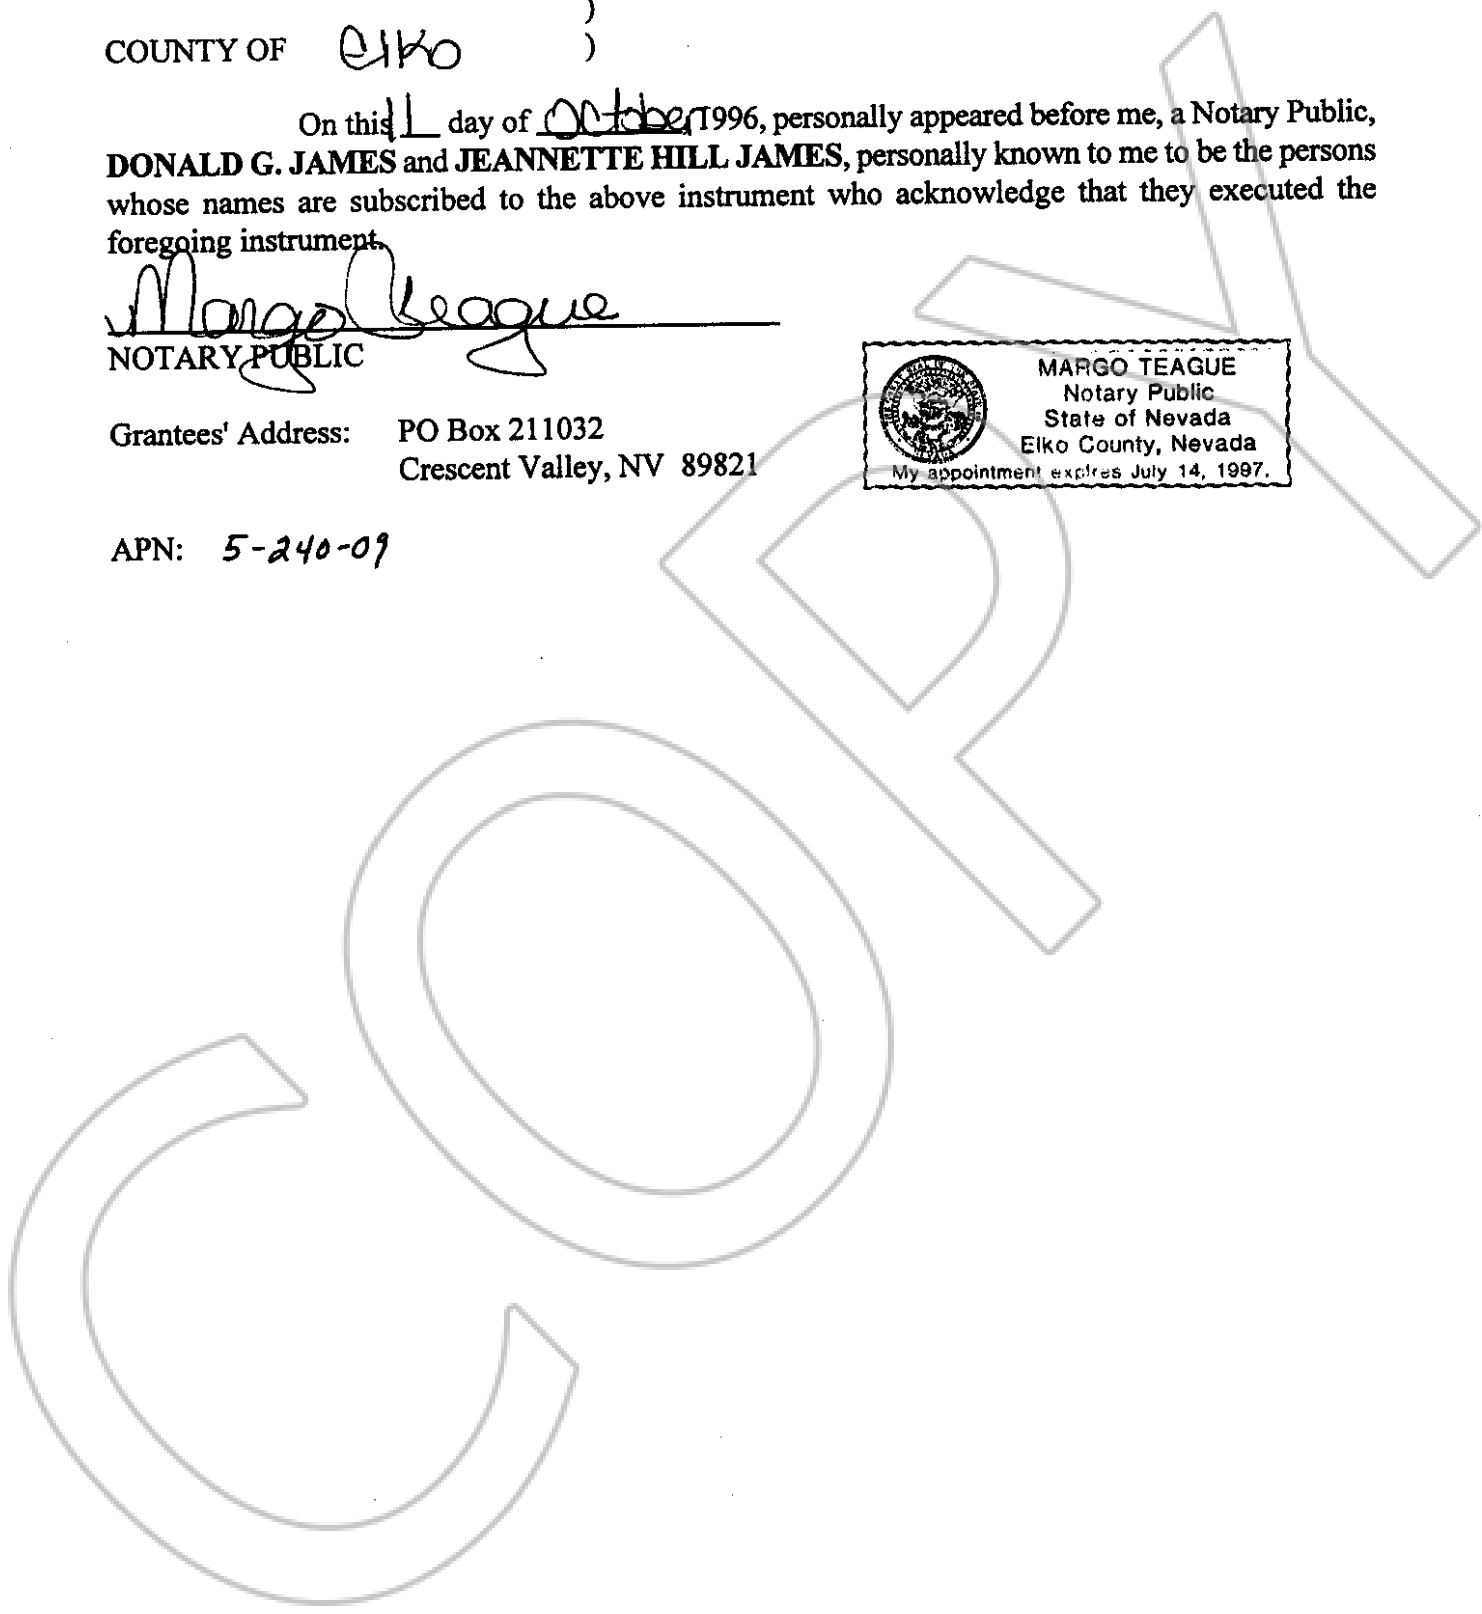 )
COUNTY OF Elko )
On this 11 day of October 1996, personally appeared before me, a Notary Public,
DONALD G. JAMES and JEANNETTE HILL JAMES, personally known to me to be the persons
whose names are subscribed to the above instrument who acknowledge that they executed the
foregoing instrument.
Margo Teague
NOTARY PUBLIC
MARGO TEAGUE
Notary Public
State of Nevada
Elko County, Nevada
My appointment expires July 14, 1997.
Grantees' Address: PO Box 211032
Crescent Valley, NV 89821
APN: 5-240-09
COPY